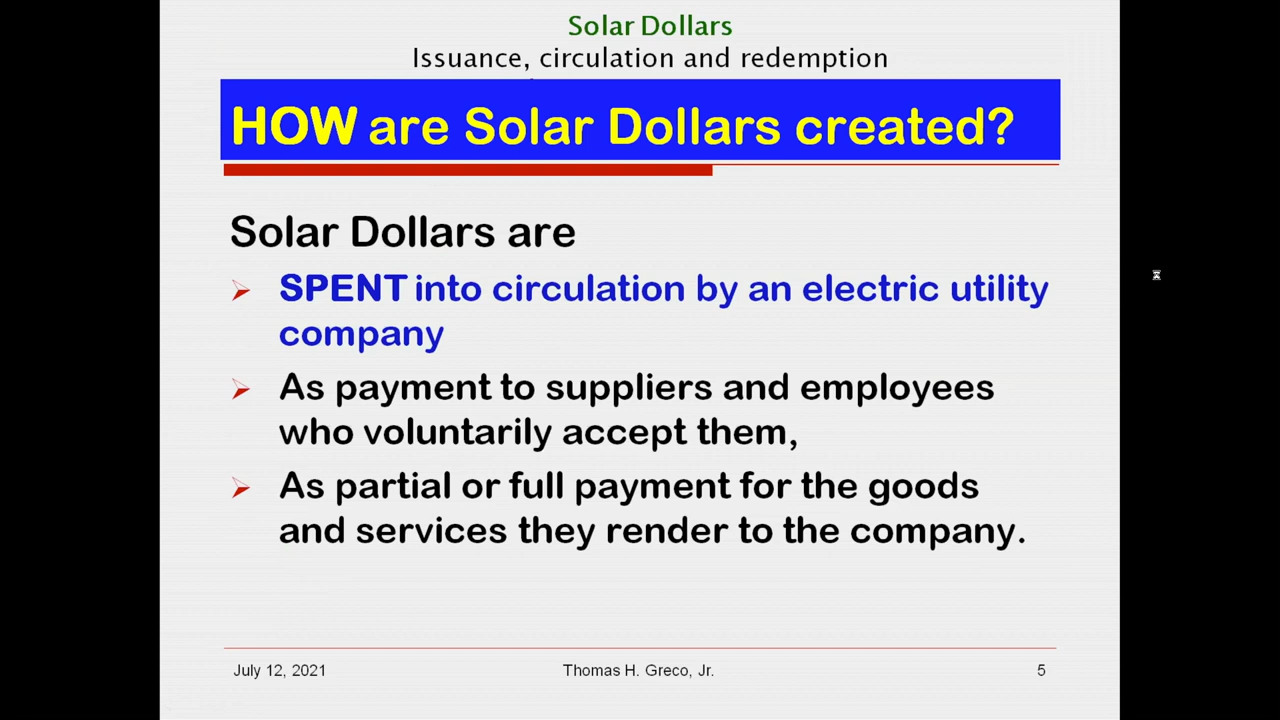 Solar Dollars
Issuance, circulation and redemption
HOW are Solar Dollars created?
Solar Dollars are
SPENT into circulation by an electric utility
company
As payment to suppliers and employees
who voluntarily accept them,
As partial or full payment for the goods
and services they render to the company.
July 12, 2021
Thomas H. Greco, Jr.
5